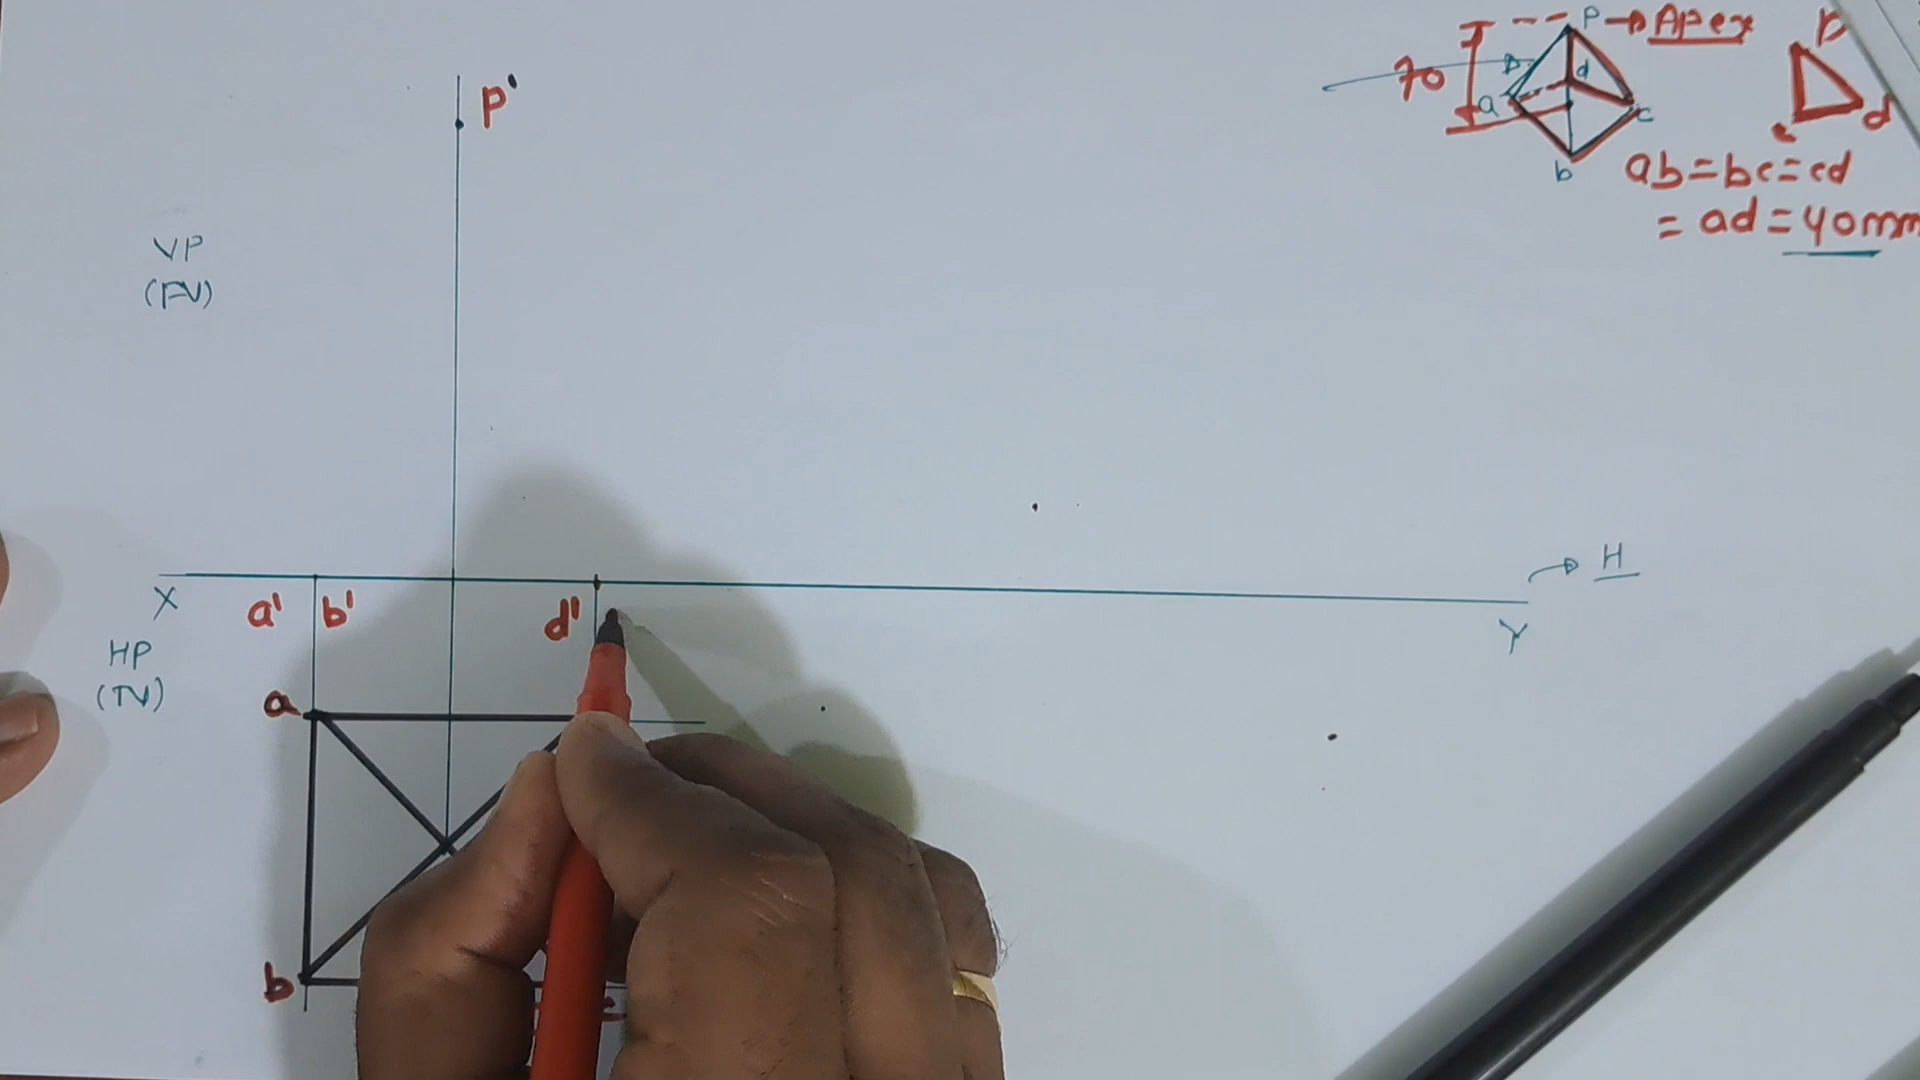 P → Apex
p'
70
d
a
c
d
b
ab = bc = cd
= ad = 40mm
VP
(FV)
H
X
a' b'
d'
Y
HP
(TV)
a
b